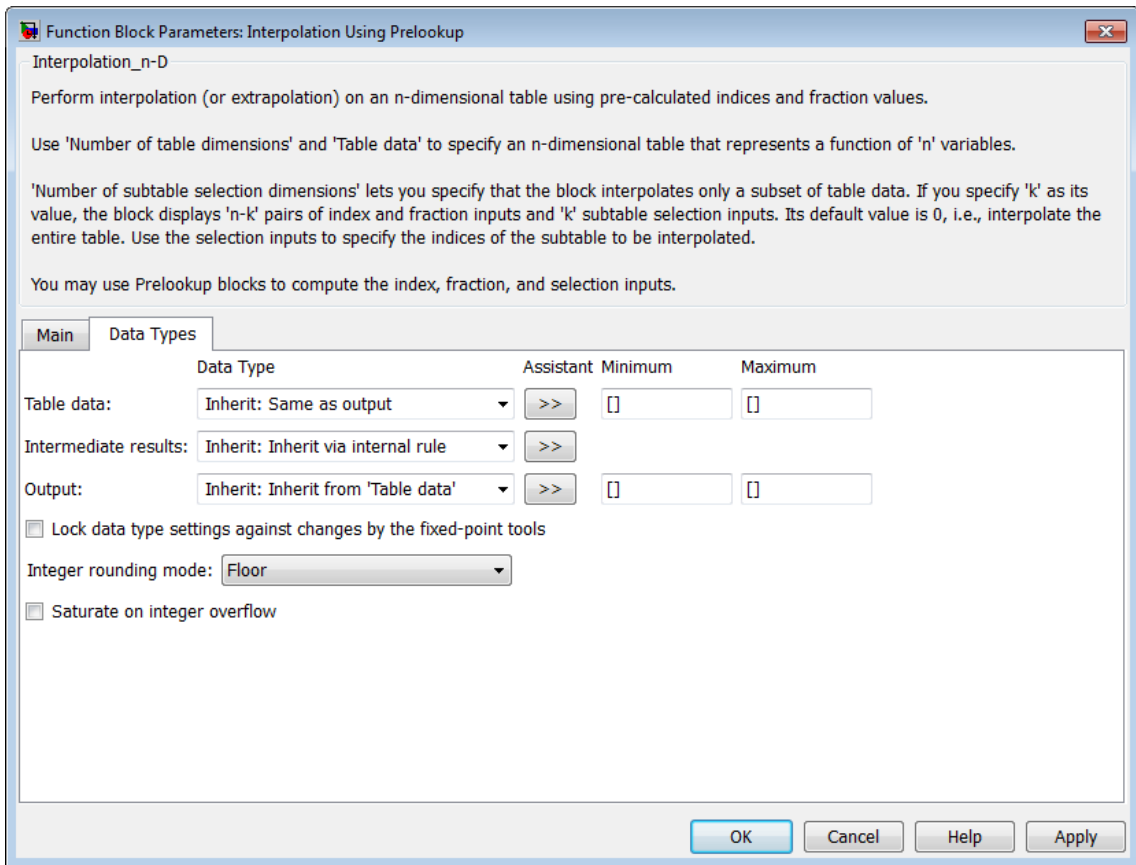 Function Block Parameters: Interpolation Using Prelookup
Interpolation_n-D
Perform interpolation (or extrapolation) on an n-dimensional table using pre-calculated indices and fraction values.
Use 'Number of table dimensions' and 'Table data' to specify an n-dimensional table that represents a function of 'n' variables.
'Number of subtable selection dimensions' lets you specify that the block interpolates only a subset of table data. If you specify 'k' as its
value, the block displays 'n-k' pairs of index and fraction inputs and 'k' subtable selection inputs. Its default value is 0, i.e., interpolate the
entire table. Use the selection inputs to specify the indices of the subtable to be interpolated.
You may use Prelookup blocks to compute the index, fraction, and selection inputs.
Main Data Types
Data Type Assistant Minimum Maximum
Table data: Inherit: Same as output >> [] []
Intermediate results: Inherit: Inherit via internal rule >>
Output: Inherit: Inherit from 'Table data' >> [] []
Lock data type settings against changes by the fixed-point tools
Integer rounding mode: Floor
Saturate on integer overflow
OK Cancel Help Apply